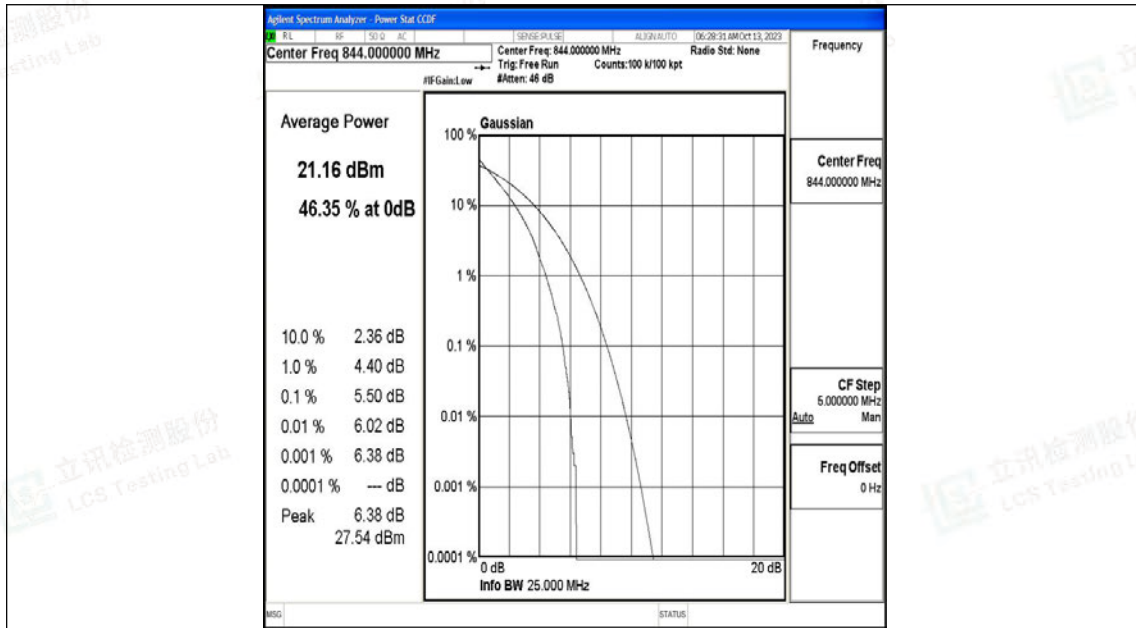 Agilent Spectrum Analyzer - Power Stat CCDF
RL RF 50 Ω AC SENSE:PULSE ALIGNAUTO 06:28:31 AM Oct 13, 2023
Center Freq 844.000000 MHz
Center Freq: 844.000000 MHz Radio Std: None
Trig: Free Run Counts:100 k/100 kpt
#IFGain:Low #Atten: 46 dB
Frequency
Average Power
21.16 dBm
46.35 % at 0dB
10.0 % 2.36 dB
1.0 % 4.40 dB
0.1 % 5.50 dB
0.01 % 6.02 dB
0.001 % 6.38 dB
0.0001 % --- dB
Peak 6.38 dB
27.54 dBm
Gaussian
100 %
10 %
1 %
0.1 %
0.01 %
0.001 %
0.0001 %
0 dB 20 dB
Info BW 25.000 MHz
Center Freq
844.000000 MHz
CF Step
5.000000 MHz
Auto Man
Freq Offset
0 Hz
MSG STATUS
立讯检测股份
LCS Testing Lab